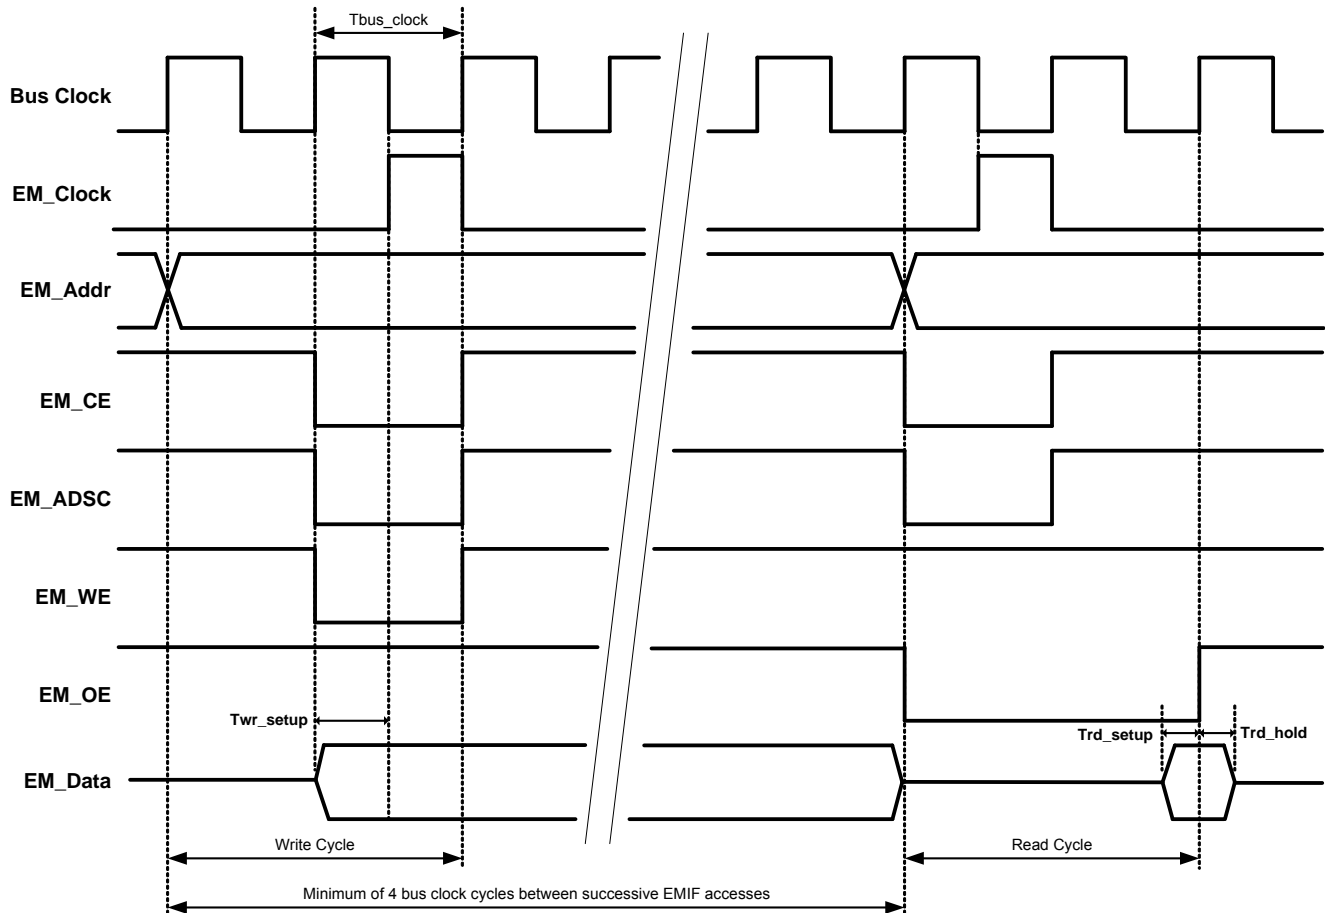 Tbus_clock
Bus Clock
EM_Clock
EM_Addr
EM_CE
EM_ADSC
EM_WE
EM_OE
Twr_setup
Trd_setup
Trd_hold
EM_Data
Write Cycle
Read Cycle
Minimum of 4 bus clock cycles between successive EMIF accesses